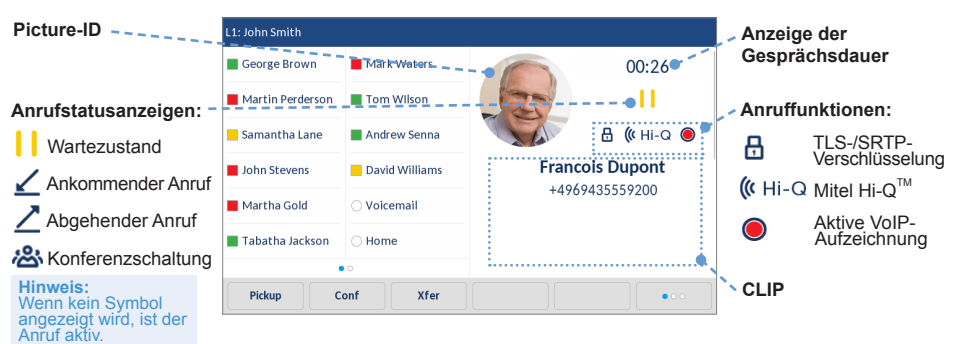 Picture-ID
Anrufstatusanzeigen:
Wartezustand
Ankommender Anruf
Abgehender Anruf
Konferenzschaltung
Hinweis:
Wenn kein Symbol
angezeigt wird, ist der
Anruf aktiv.
L1: John Smith
George Brown
Mark Waters
Martin Perderson
Tom WIlson
Samantha Lane
Andrew Senna
John Stevens
David Williams
Martha Gold
Voicemail
Tabatha Jackson
Home
00:26
Hi-Q
Francois Dupont
+4969435559200
Pickup
Conf
Xfer
Anzeige der
Gesprächsdauer
Anruffunktionen:
TLS-/SRTP-
Verschlüsselung
Hi-Q Mitel Hi-Q™
Aktive VoIP-
Aufzeichnung
CLIP